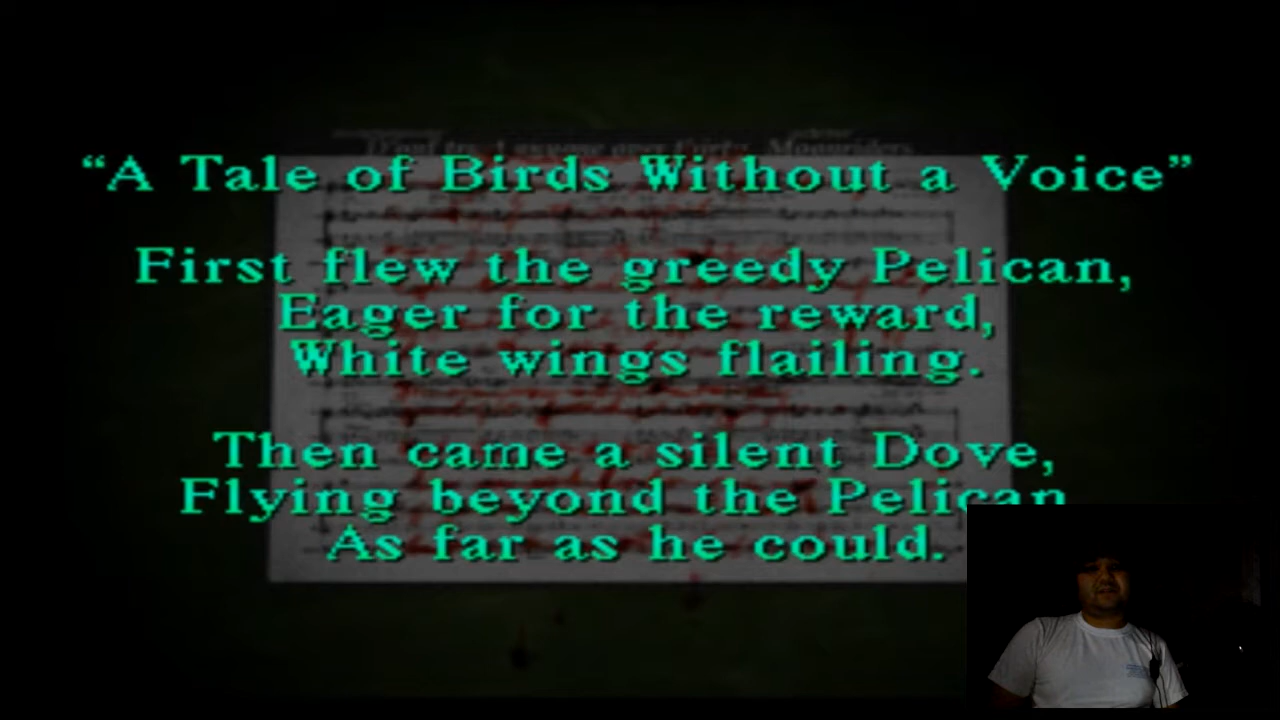 “A Tale of Birds Without a Voice”
First flew the greedy Pelican,
Eager for the reward,
White wings flailing.
Then came a silent Dove,
Flying beyond the Pelican
As far as he could.